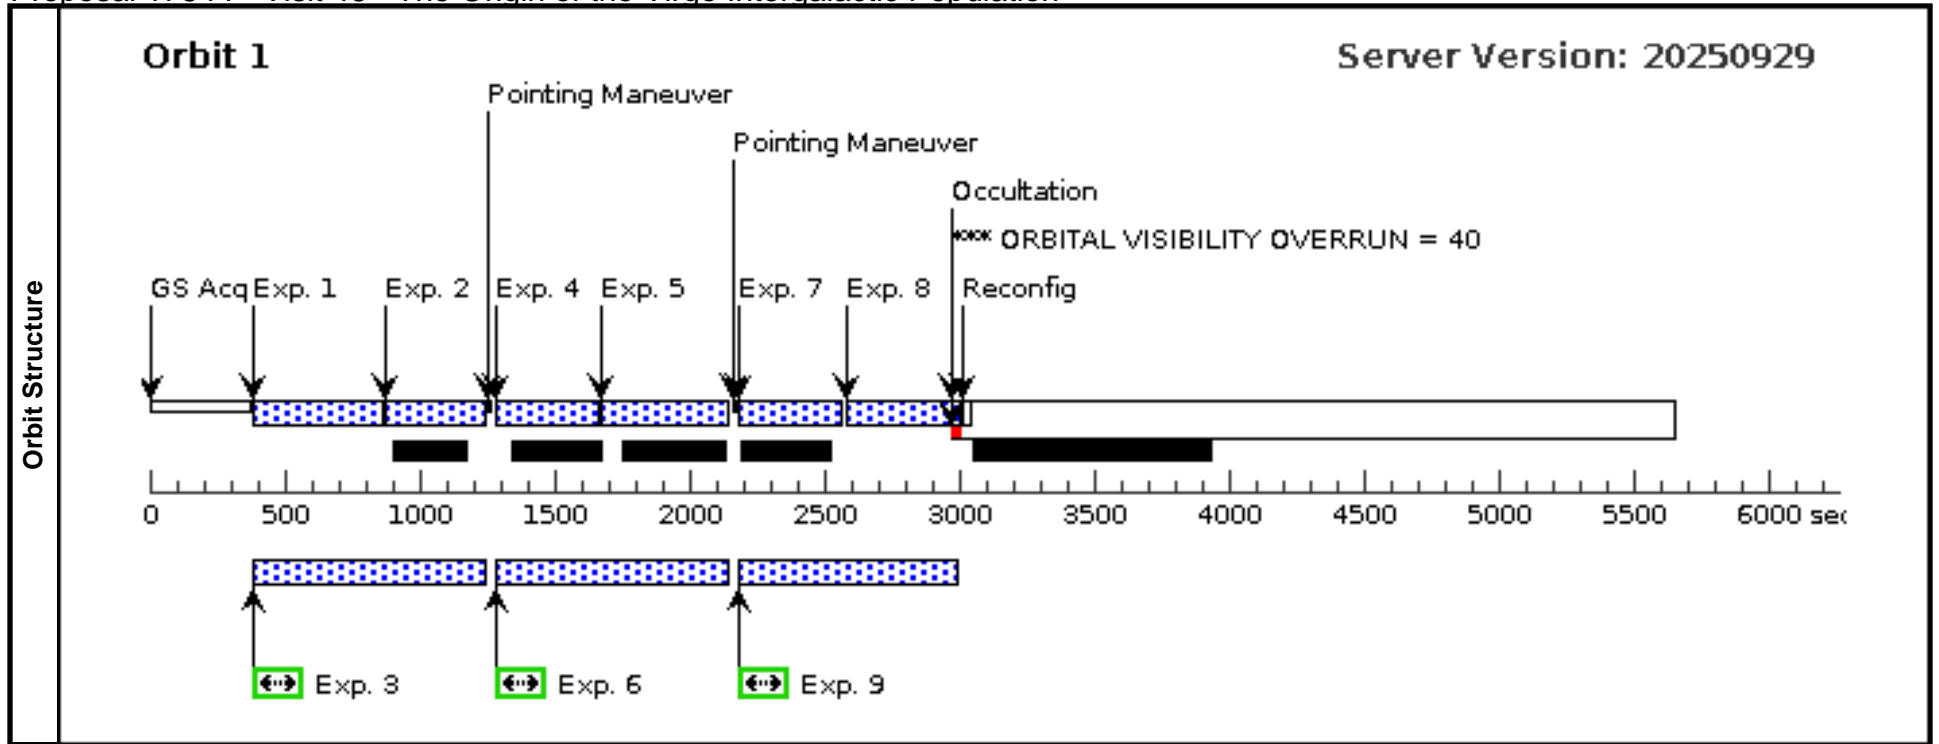 Orbit 1
Server Version: 20250929
Pointing Maneuver
Pointing Maneuver
Occultation
**** ORBITAL VISIBILITY OVERRUN = 40
GS Acq Exp. 1 Exp. 2 Exp. 4 Exp. 5 Exp. 7 Exp. 8 Reconfig
Orbit Structure
0 500 1000 1500 2000 2500 3000 3500 4000 4500 5000 5500 6000 sec
Exp. 3 Exp. 6 Exp. 9